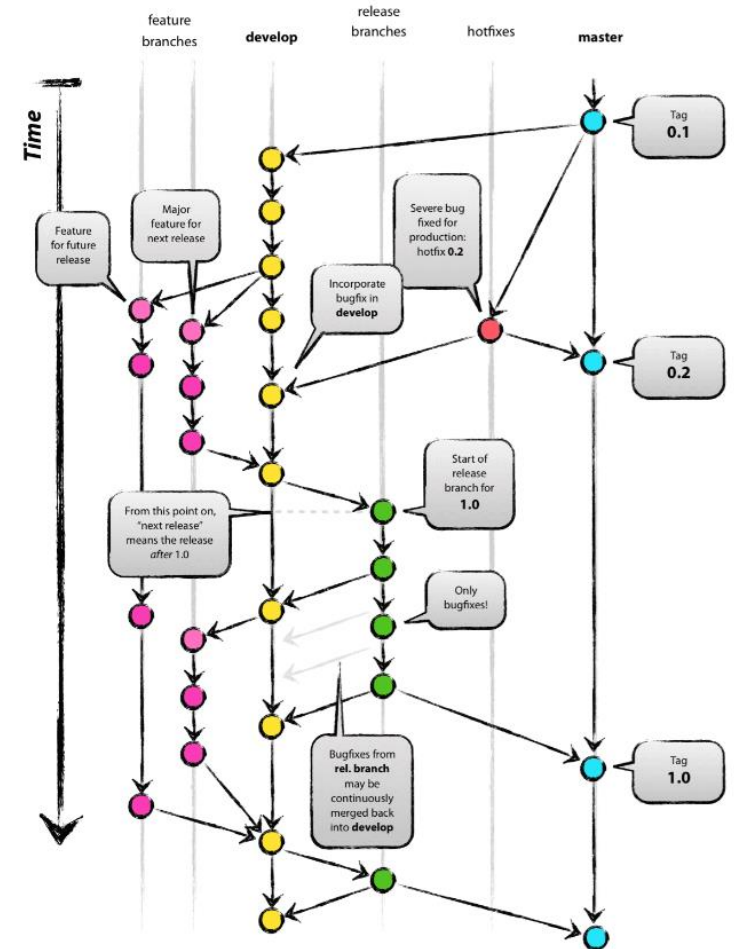 feature
branches
develop
release
branches
hotfixes
master
Time
Tag
0.1
Feature
for future
release
Major
feature for
next release
Severe bug
fixed for
production:
hotfix 0.2
Incorporate
bugfix in
develop
Tag
0.2
Start of
release
branch for
1.0
From this point on,
“next release”
means the release
after 1.0
Only
bugfixes!
Bugfixes from
rel. branch
may be
continuously
merged back
into develop
Tag
1.0